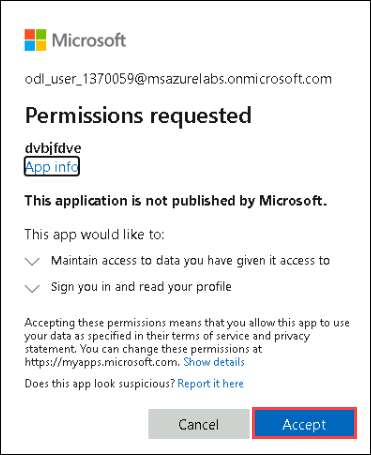 Microsoft
odl_user_1370059@msazurelabs.onmicrosoft.com
Permissions requested
dvbjfdve
App info
This application is not published by Microsoft.
This app would like to:
Maintain access to data you have given it access to
Sign you in and read your profile
Accepting these permissions means that you allow this app to use
your data as specified in their terms of service and privacy
statement. You can change these permissions at
https://myapps.microsoft.com. Show details
Does this app look suspicious? Report it here
Cancel
Accept